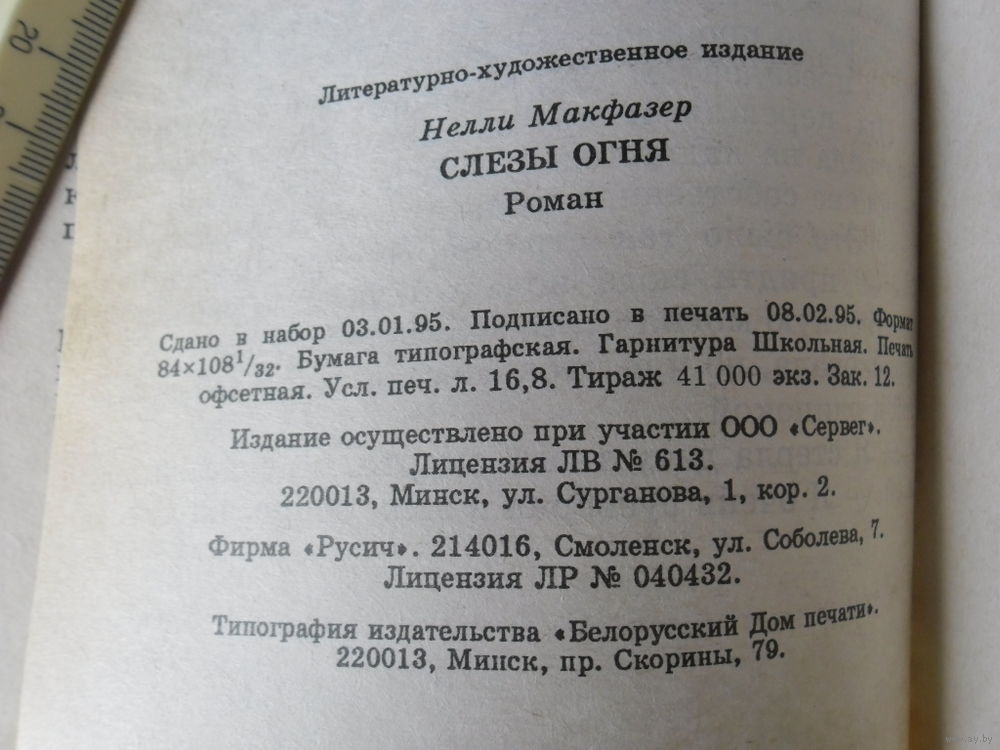 Литературно-художественное издание
Нелли Макфазер
СЛЕЗЫ ОГНЯ
Роман
Сдано в набор 03.01.95. Подписано в печать 08.02.95. Формат
84×108 1/32. Бумага типографская. Гарнитура Школьная. Печать
офсетная. Усл. печ. л. 16,8. Тираж 41 000 экз. Зак. 12.
Издание осуществлено при участии ООО «Сервег».
Лицензия ЛВ № 613.
220013, Минск, ул. Сурганова, 1, кор. 2.
Фирма «Русич». 214016, Смоленск, ул. Соболева, 7.
Лицензия ЛР № 040432.
Типография издательства «Белорусский Дом печати».
220013, Минск, пр. Скорины, 79.
20